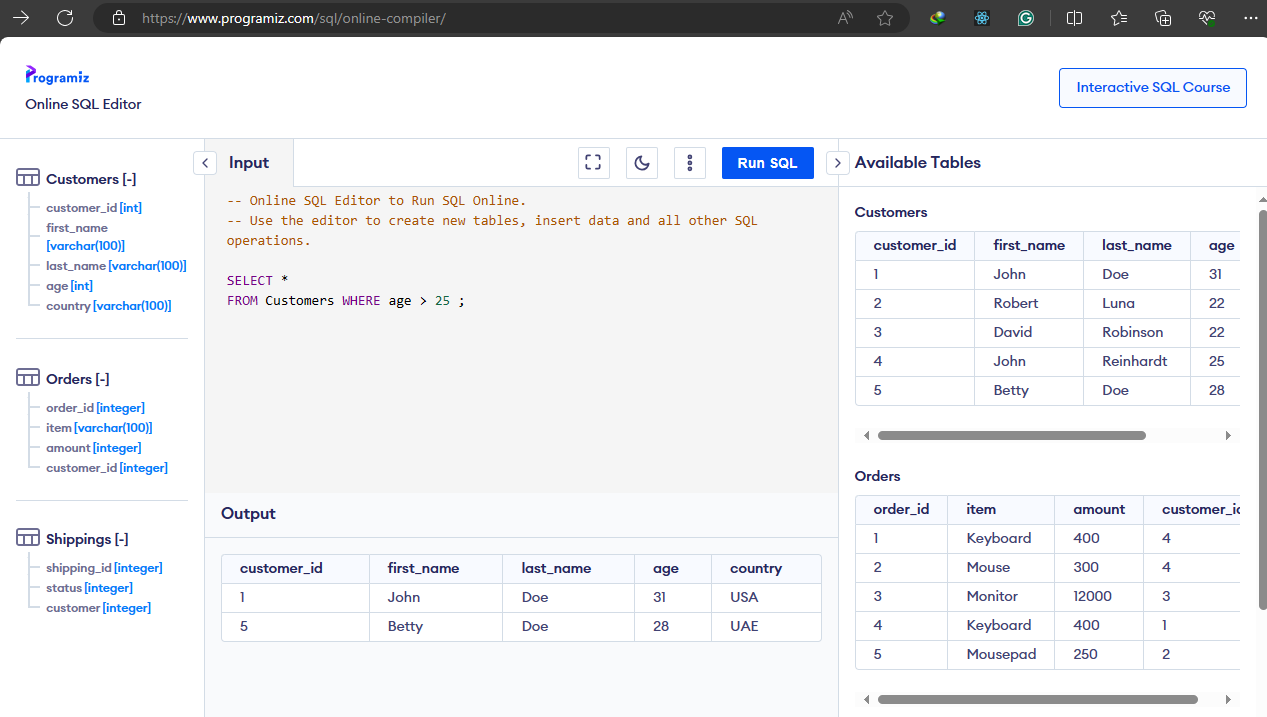 https://www.programiz.com/sql/online-compiler/
Programiz
Online SQL Editor
Interactive SQL Course
Customers [-]
customer_id [int]
first_name
[varchar(100)]
last_name [varchar(100)]
age [int]
country [varchar(100)]
Orders [-]
order_id [integer]
item [varchar(100)]
amount [integer]
customer_id [integer]
Shippings [-]
shipping_id [integer]
status [integer]
customer [integer]
Input
Run SQL
-- Online SQL Editor to Run SQL Online.
-- Use the editor to create new tables, insert data and all other SQL
operations.
SELECT *
FROM Customers WHERE age > 25 ;
Output
customer_id first_name last_name age country
1 John Doe 31 USA
5 Betty Doe 28 UAE
Available Tables
Customers
customer_id first_name last_name age
1 John Doe 31
2 Robert Luna 22
3 David Robinson 22
4 John Reinhardt 25
5 Betty Doe 28
Orders
order_id item amount customer_id
1 Keyboard 400 4
2 Mouse 300 4
3 Monitor 12000 3
4 Keyboard 400 1
5 Mousepad 250 2